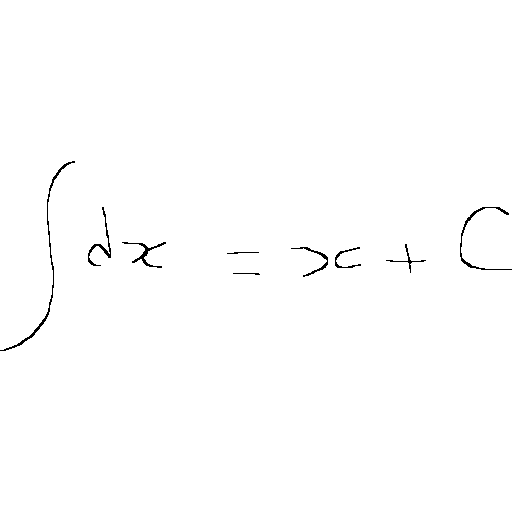 ∫ dx = x + C